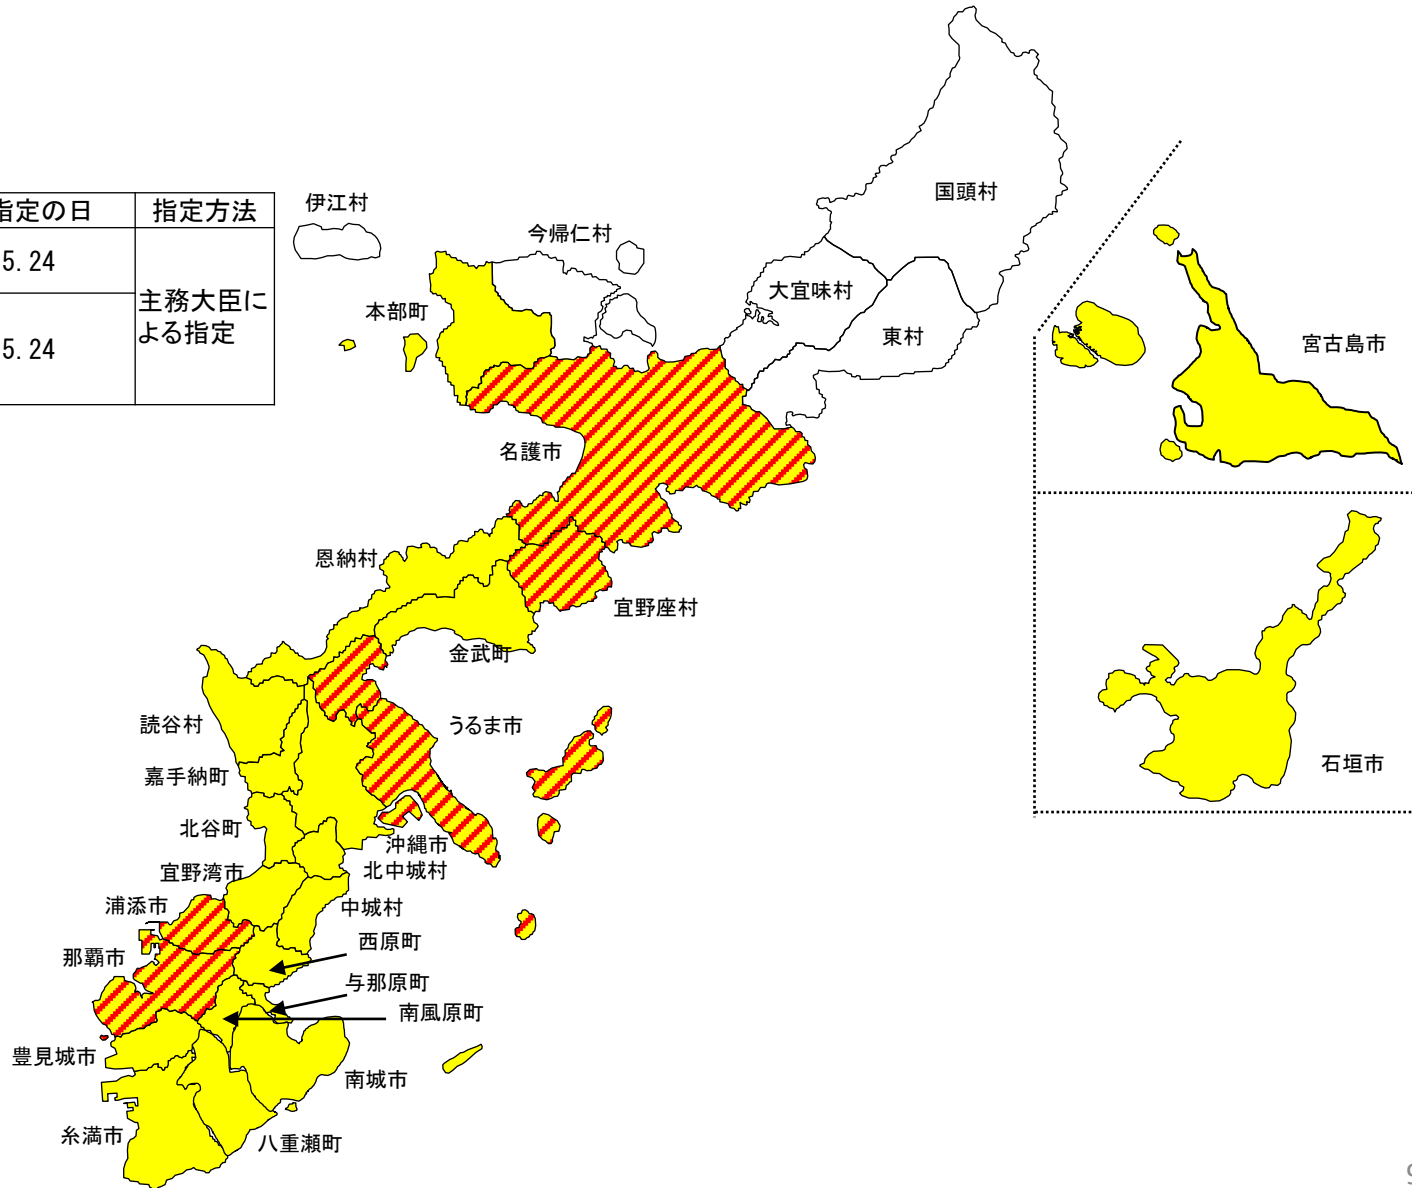 指定の日 指定方法
5.24
主務大臣に
よる指定
5.24
伊江村
今帰仁村
国頭村
大宜味村
本部町
東村
宮古島市
名護市
恩納村
宜野座村
金武町
読谷村
うるま市
嘉手納町
石垣市
北谷町
沖縄市
宜野湾市
北中城村
浦添市
中城村
西原町
那覇市
与那原町
南風原町
豊見城市
南城市
糸満市
八重瀬町